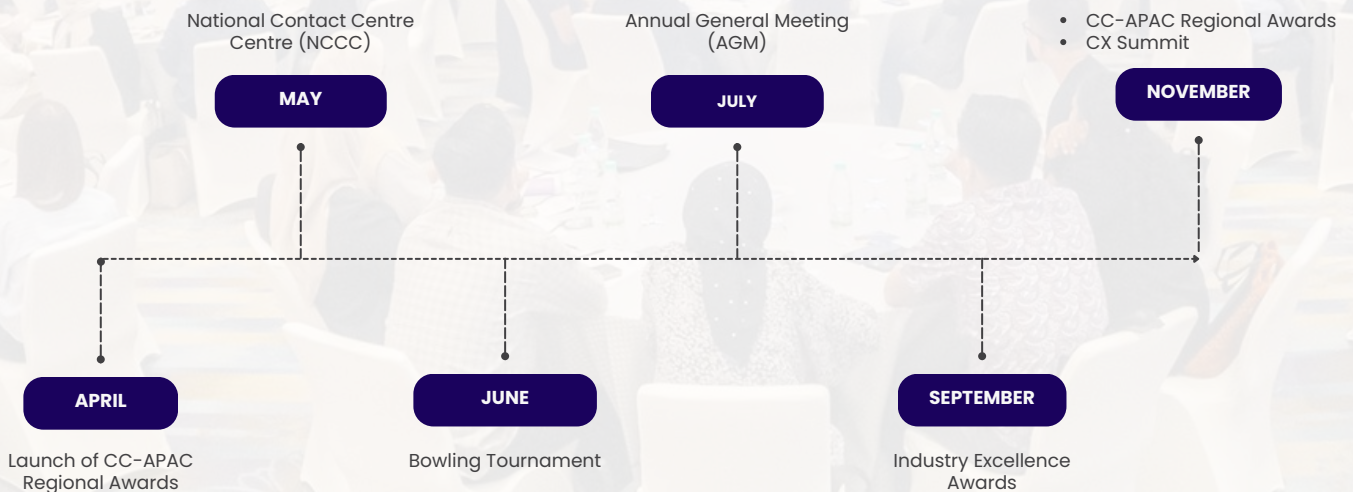 National Contact Centre
Centre (NCCC)
MAY
Annual General Meeting
(AGM)
JULY
• CC-APAC Regional Awards
• CX Summit
NOVEMBER
APRIL
Launch of CC-APAC
Regional Awards
JUNE
Bowling Tournament
SEPTEMBER
Industry Excellence
Awards